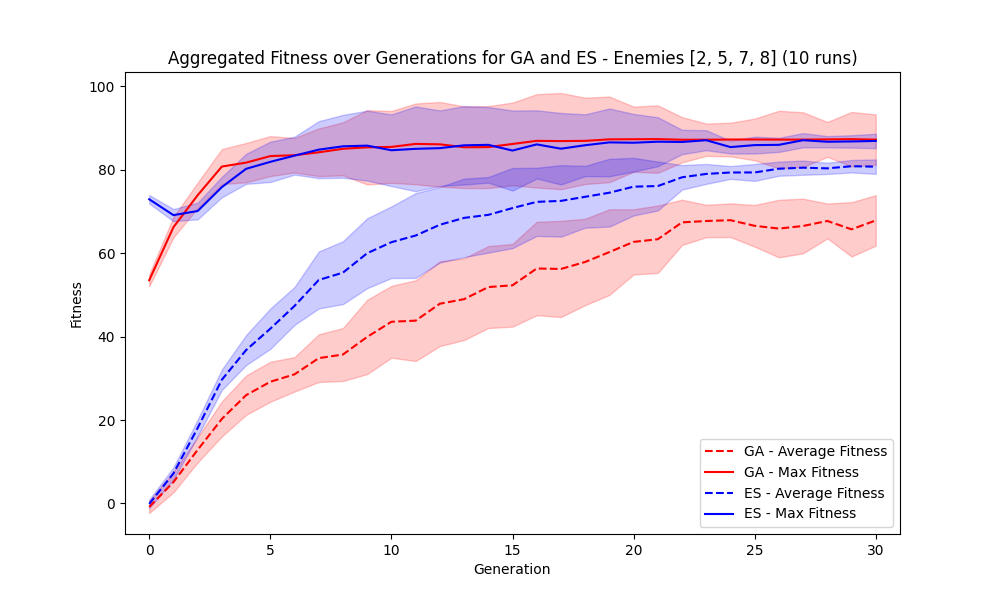 Aggregated Fitness over Generations for GA and ES - Enemies [2, 5, 7, 8] (10 runs)
100
80
60
40
20
0
Fitness
GA - Average Fitness
GA - Max Fitness
ES - Average Fitness
ES - Max Fitness
0 5 10 15 20 25 30
Generation